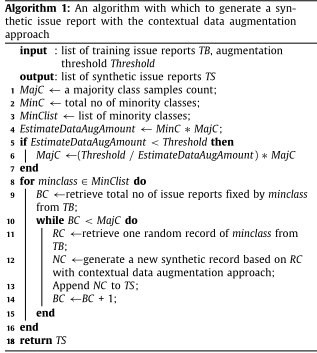 Algorithm 1: An algorithm with which to generate a syn-
thetic issue report with the contextual data augmentation
approach
input : list of training issue reports TB, augmentation
threshold Threshold
output: list of synthetic issue reports TS
1 MajC ← a majority class samples count;
2 MinC ← total no of minority classes;
3 MinClist ← list of minority classes;
4 EstimateDataAugAmount ← MinC ∗ MajC;
5 if EstimateDataAugAmount < Threshold then
6 MajC ←(Threshold / EstimateDataAugAmount) ∗ MajC
7 end
8 for minclass ∈ MinClist do
9 BC ←retrieve total no of issue reports fixed by minclass
from TB;
10 while BC < MajC do
11 RC ←retrieve one random record of minclass from
TB;
12 NC ←generate a new synthetic record based on RC
with contextual data augmentation approach;
13 Append NC to TS;
14 BC ←BC + 1;
15 end
16 end
18 return TS